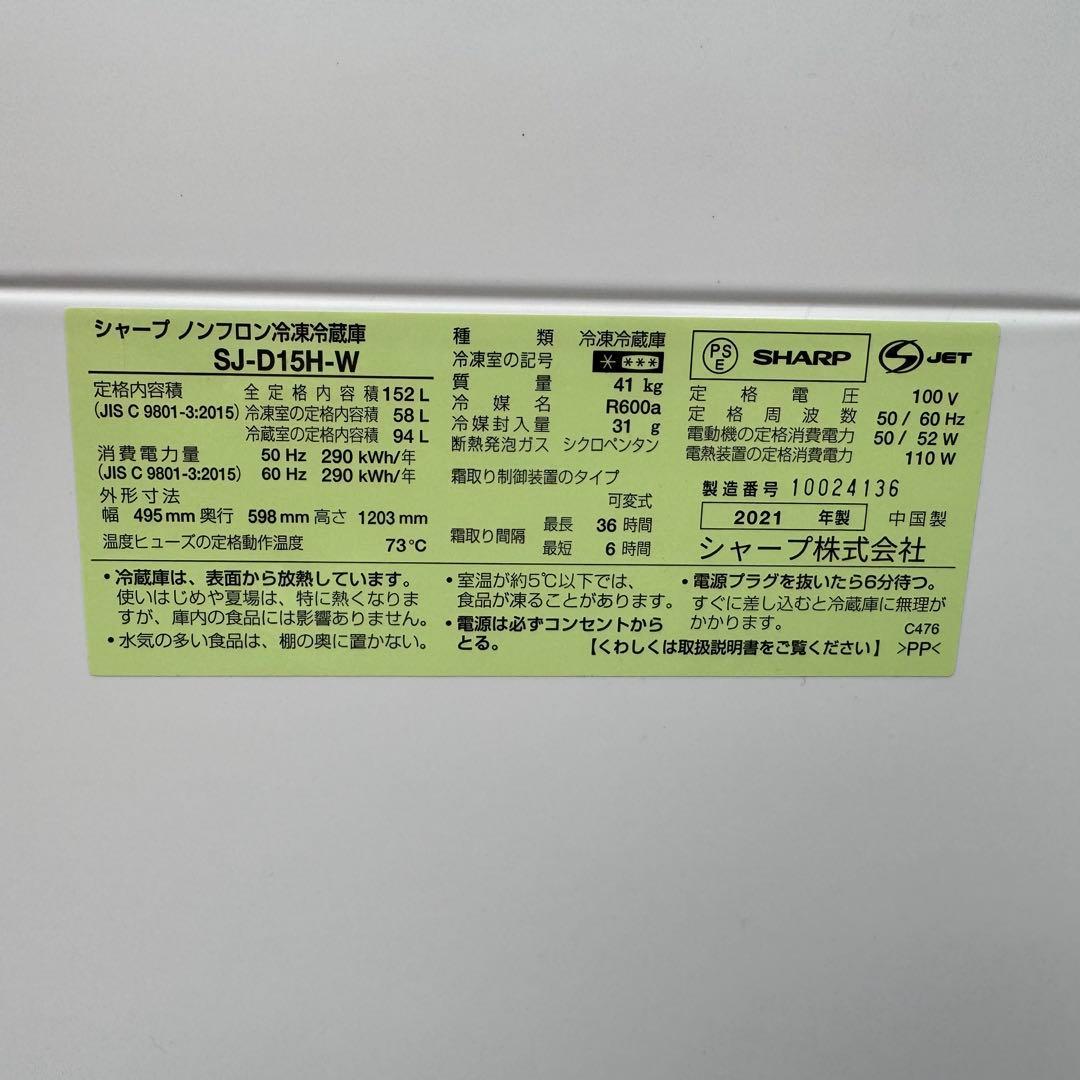 シャープ ノンフロン冷凍冷蔵庫
SJ-D15H-W
定格内容積 全定格内容積 152 L
(JIS C 9801-3:2015) 冷凍室の定格内容積 58 L
冷蔵室の定格内容積 94 L
消費電力量 50 Hz 290 kWh/年
(JIS C 9801-3:2015) 60 Hz 290 kWh/年
外形寸法
幅 495 mm 奥行 598 mm 高さ 1203 mm
温度ヒューズの定格動作温度 73℃
種類 冷凍冷蔵庫
冷凍室の記号 * ***
質量 41 kg
冷媒名 R600a
冷媒封入量 31 g
断熱発泡ガス シクロペンタン
霜取り制御装置のタイプ
可変式
霜取り間隔 最長 36 時間
最短 6 時間
PSE SHARP S JET
定格電圧 100 V
定格周波数 50 / 60 Hz
電動機の定格消費電力 50 / 52 W
電熱装置の定格消費電力 110 W
製造番号 10024136
2021 年製 中国製
シャープ株式会社
・冷蔵庫は、表面から放熱しています。
使いはじめや夏場は、特に熱くなりま
すが、庫内の食品には影響ありません。
・水気の多い食品は、棚の奥に置かない。
・室温が約5℃以下では、
食品が凍ることがあります。
・電源は必ずコンセントから
とる。
・電源プラグを抜いたら6分待つ。
すぐに差し込むと冷蔵庫に無理が
かかります。 C476
【くわしくは取扱説明書をご覧ください】 >PP<